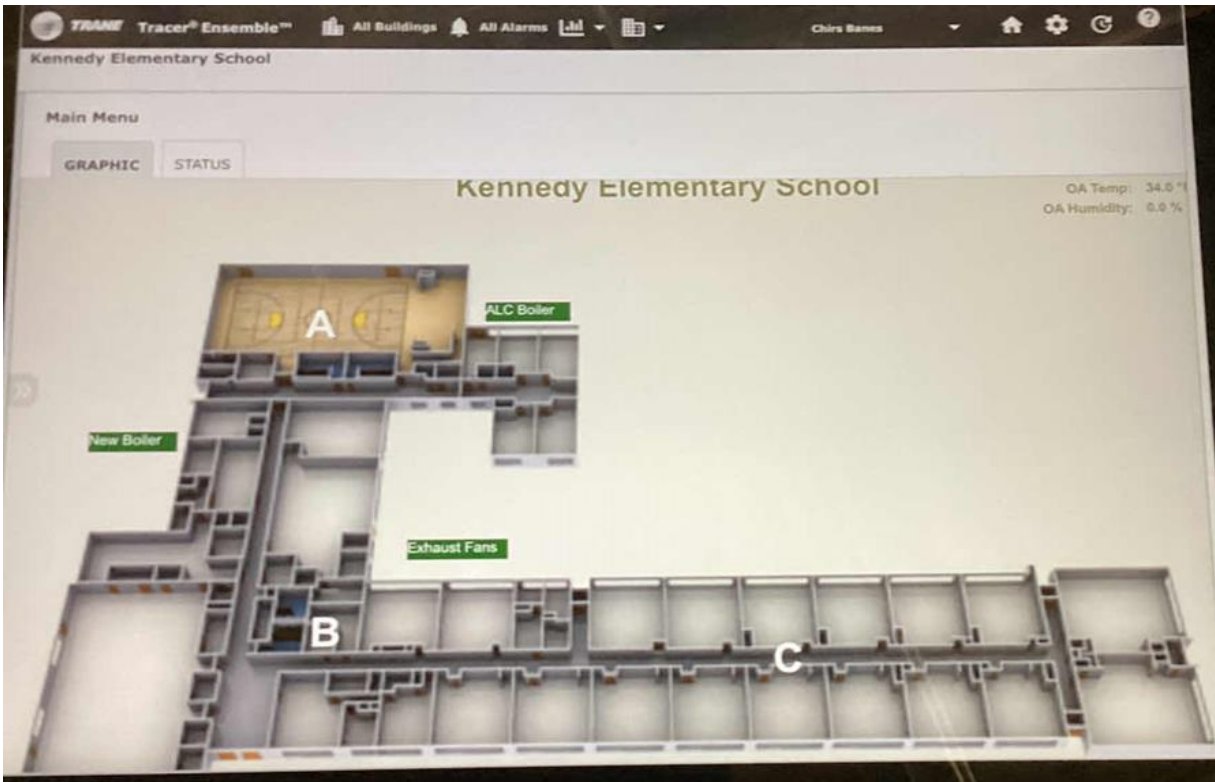 TRANE Tracer® Ensemble™ All Buildings All Alarms Chirs Banes
Kennedy Elementary School
Main Menu
GRAPHIC STATUS
Kennedy Elementary School
OA Temp: 34.0 °
OA Humidity: 0.0 %
A
ALC Boiler
New Boiler
Exhaust Fans
B
C